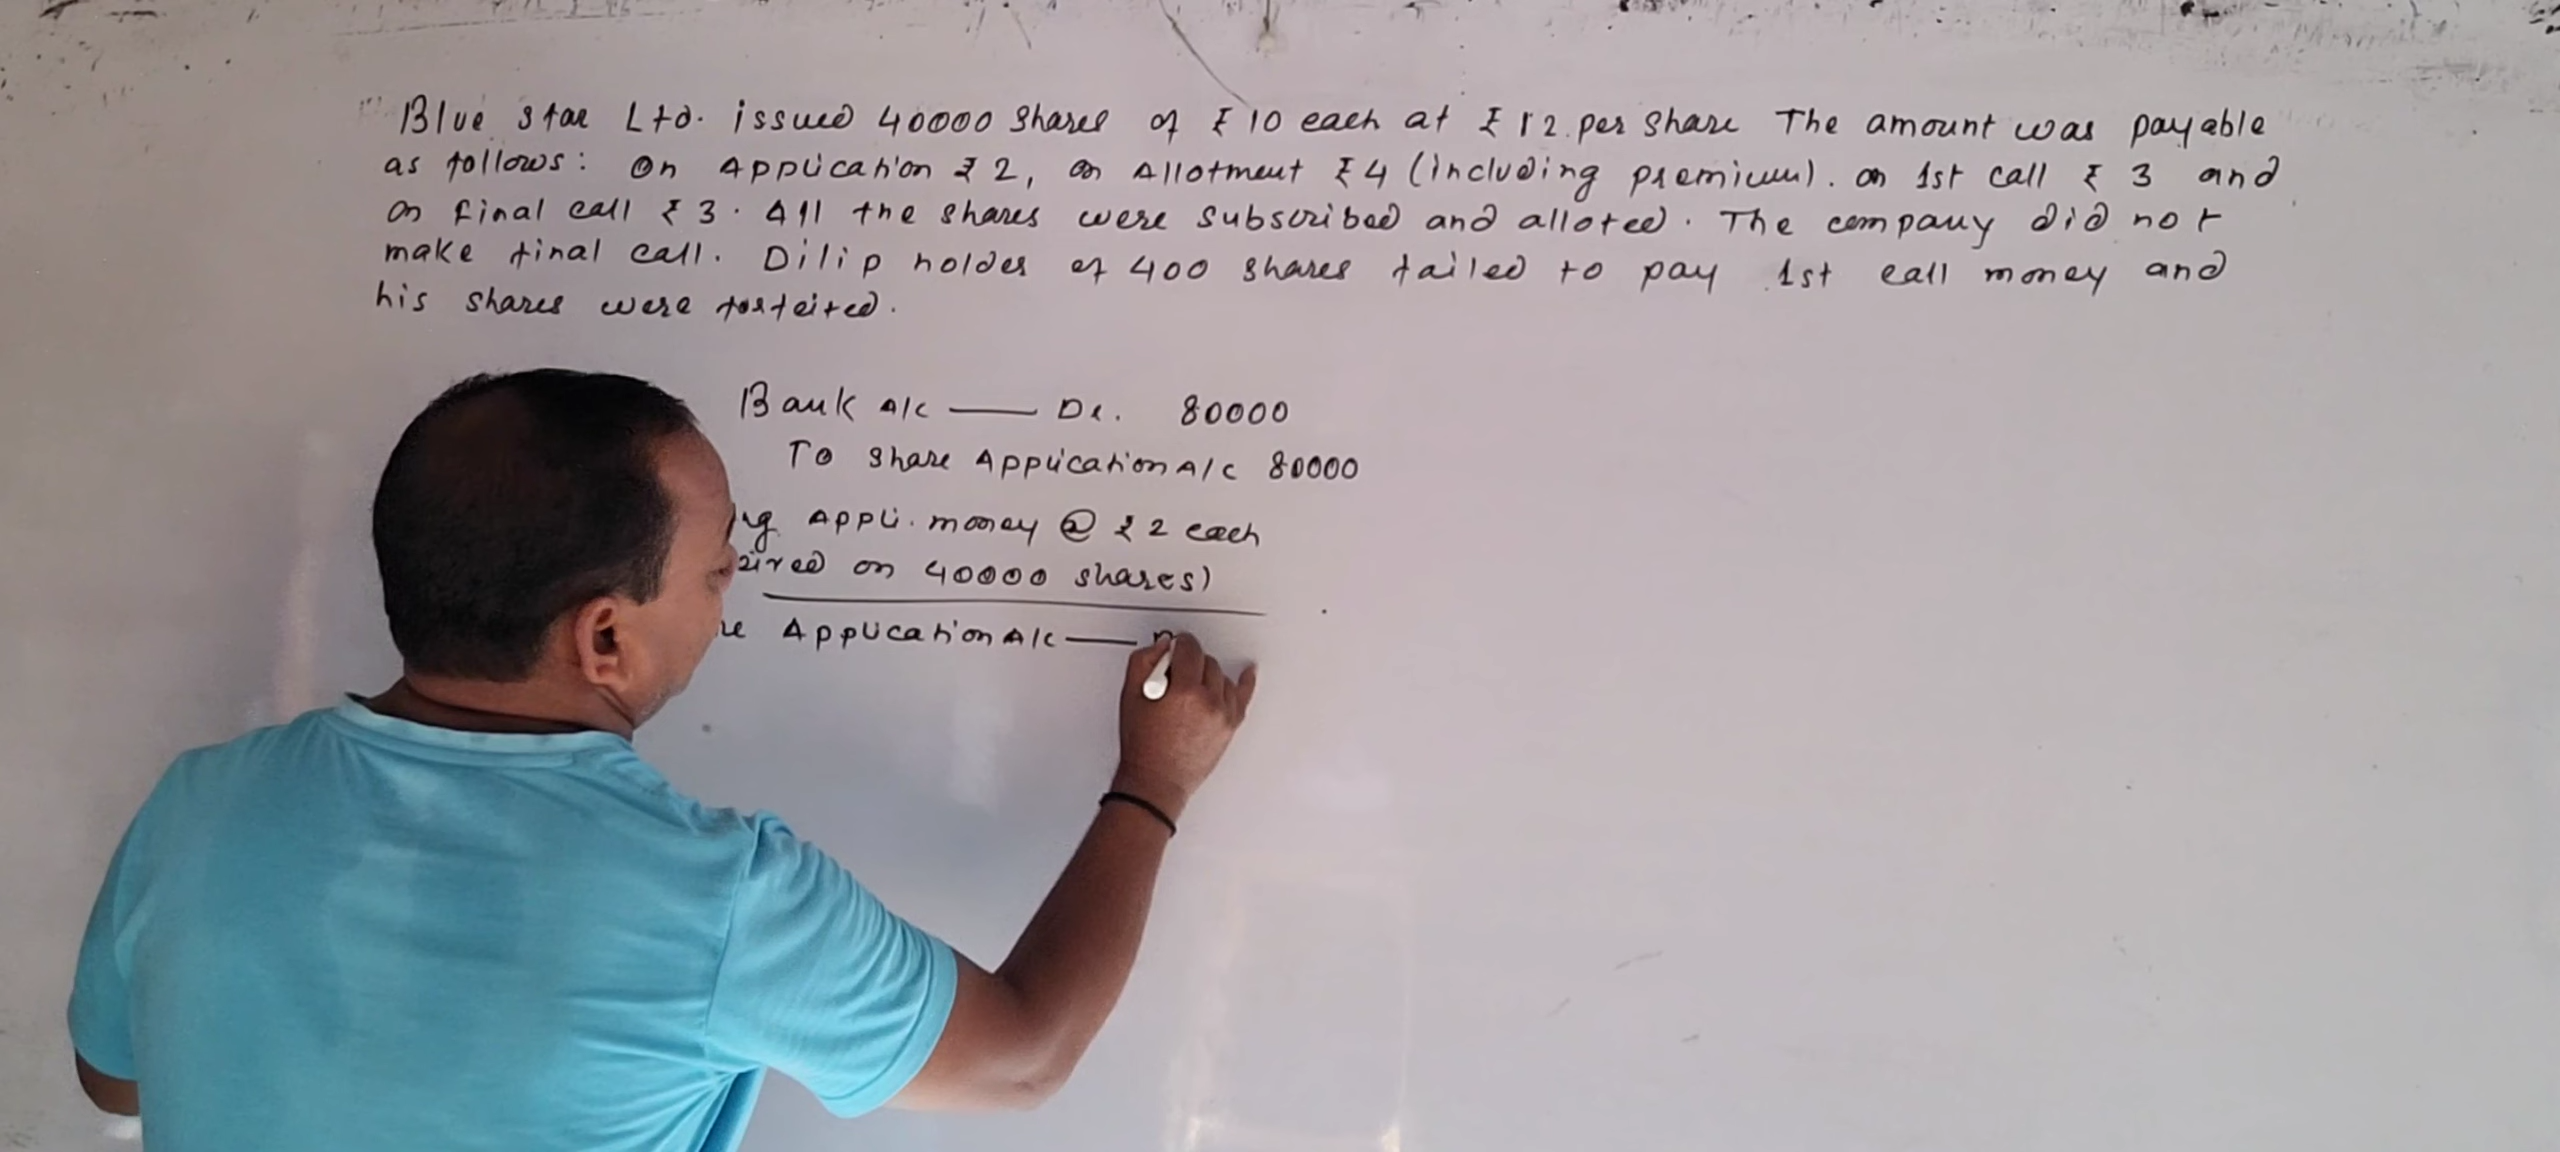 Blue Star Ltd. issued 40000 Shares of ₹ 10 each at ₹ 12 per share The amount was payable
as follows: On Application ₹ 2, on Allotment ₹ 4 (including premium). on 1st call ₹ 3 and
on final call ₹ 3. All the shares were subscribed and alloted. The company did not
make final call. Dilip holder of 400 shares failed to pay 1st call money and
his shares were forfeited.
Bank A/c —— Dr. 80000
To Share Application A/c 80000
Appli. money @ ₹ 2 each
on 40000 shares)
Application A/c ——